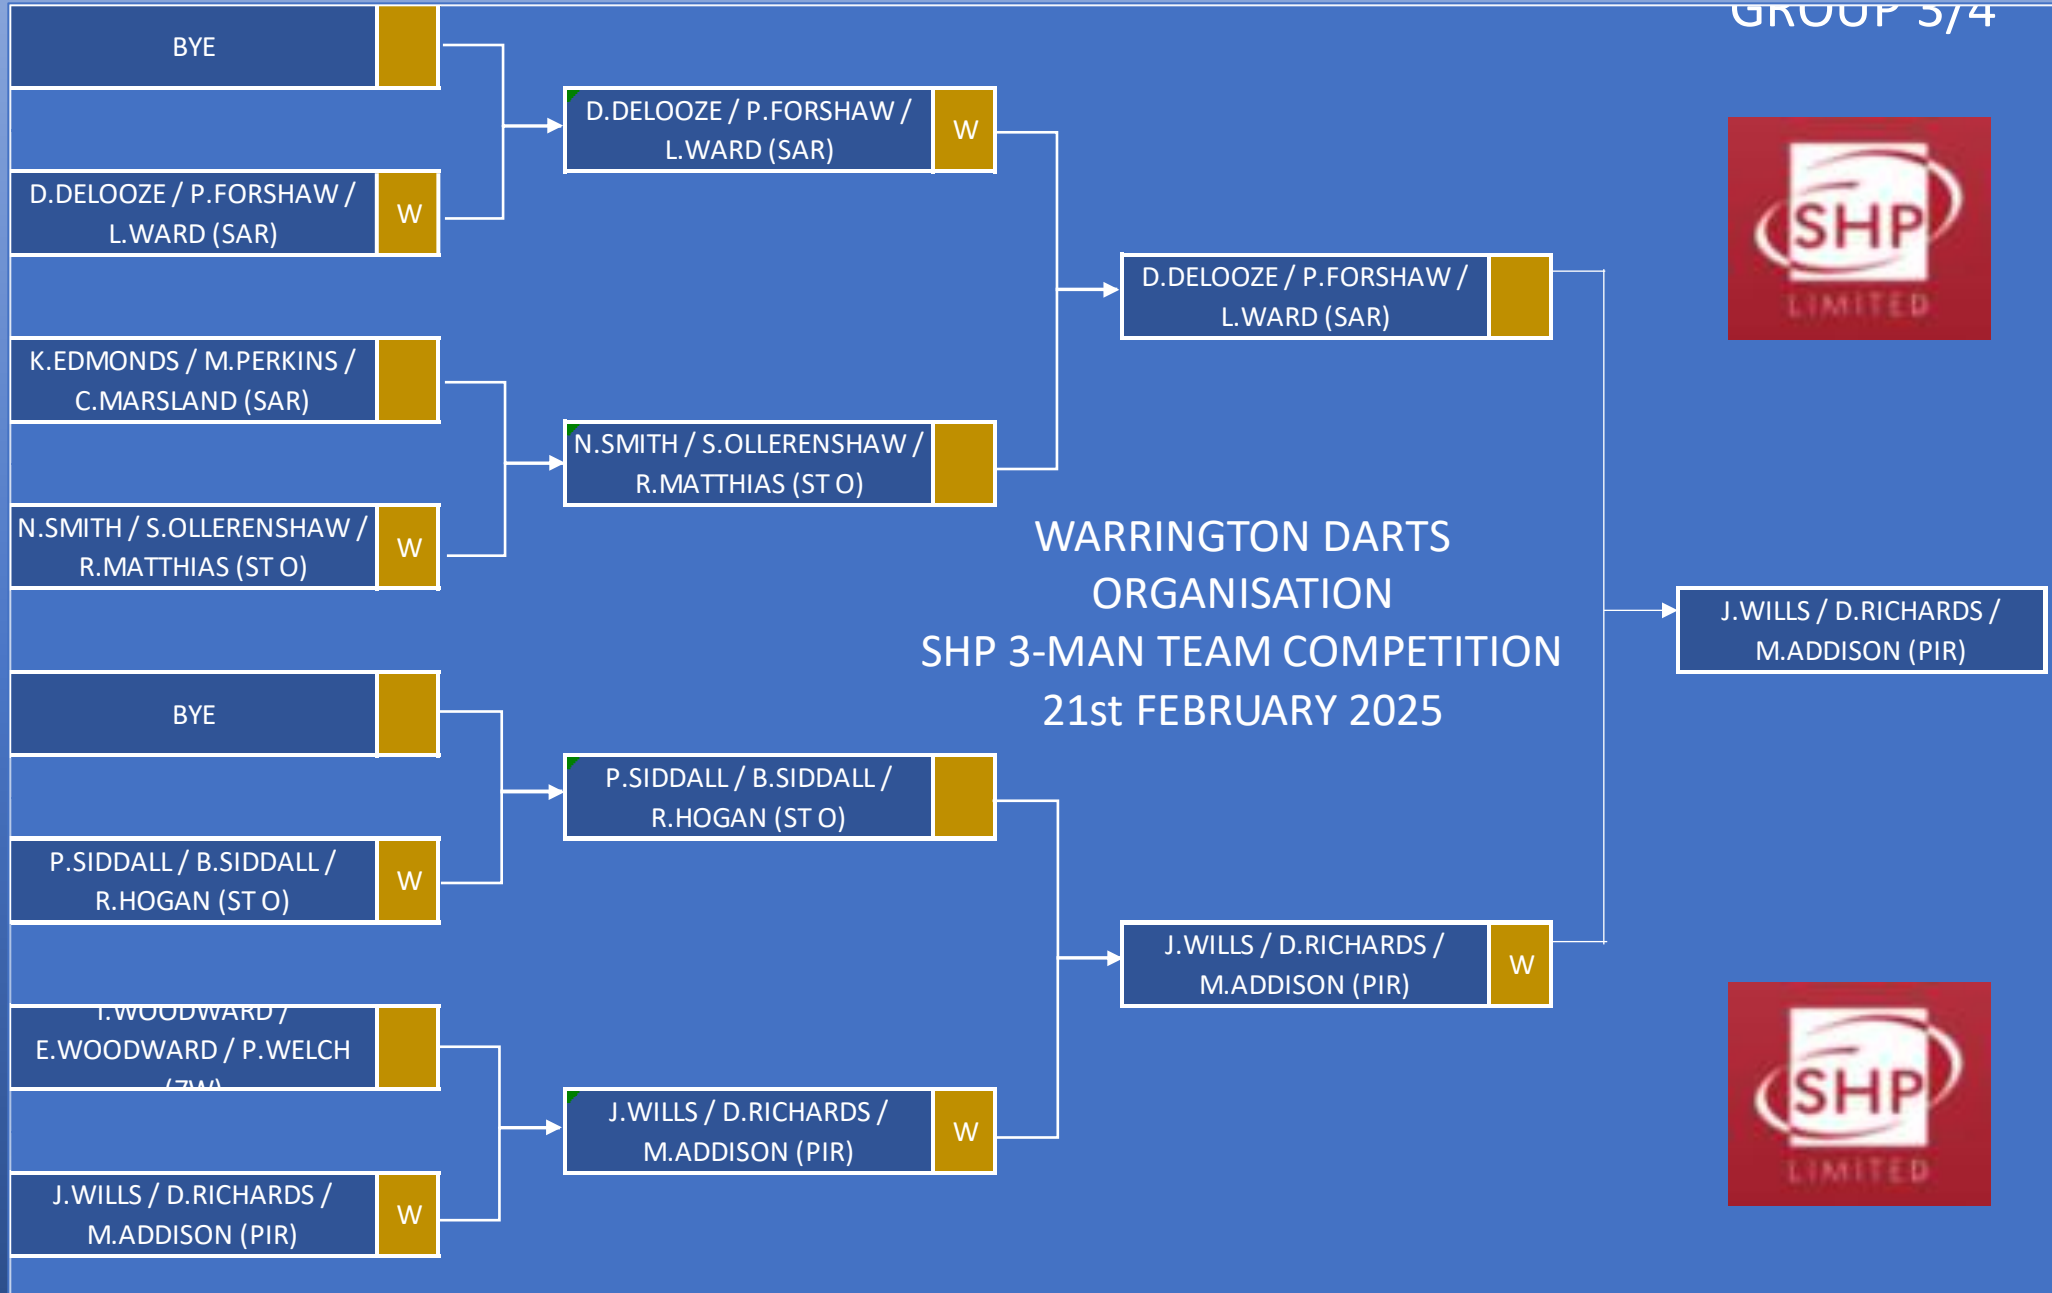 GROUP 3/4
BYE
D.DELOOZE / P.FORSHAW /
L.WARD (SAR)
W
K.EDMONDS / M.PERKINS /
C.MARSLAND (SAR)
N.SMITH / S.OLLERENSHAW /
R.MATTHIAS (ST O)
W
BYE
P.SIDDALL / B.SIDDALL /
R.HOGAN (ST O)
W
WOODWARD /
E.WOODWARD / P.WELCH
J.WILLS / D.RICHARDS /
M.ADDISON (PIR)
W
D.DELOOZE / P.FORSHAW /
L.WARD (SAR)
W
N.SMITH / S.OLLERENSHAW /
R.MATTHIAS (ST O)
P.SIDDALL / B.SIDDALL /
R.HOGAN (ST O)
J.WILLS / D.RICHARDS /
M.ADDISON (PIR)
W
D.DELOOZE / P.FORSHAW /
L.WARD (SAR)
WARRINGTON DARTS
ORGANISATION
SHP 3-MAN TEAM COMPETITION
21st FEBRUARY 2025
J.WILLS / D.RICHARDS /
M.ADDISON (PIR)
W
J.WILLS / D.RICHARDS /
M.ADDISON (PIR)
SHP
LIMITED
SHP
LIMITED